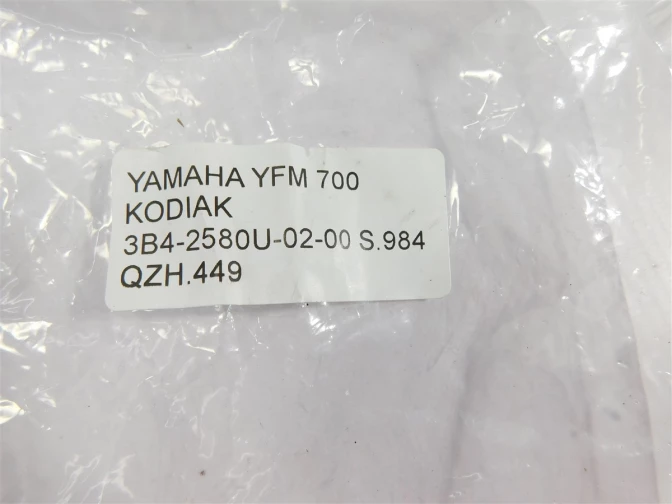 YAMAHA YFM 700
KODIAK
3B4-2580U-02-00 S.984
QZH.449